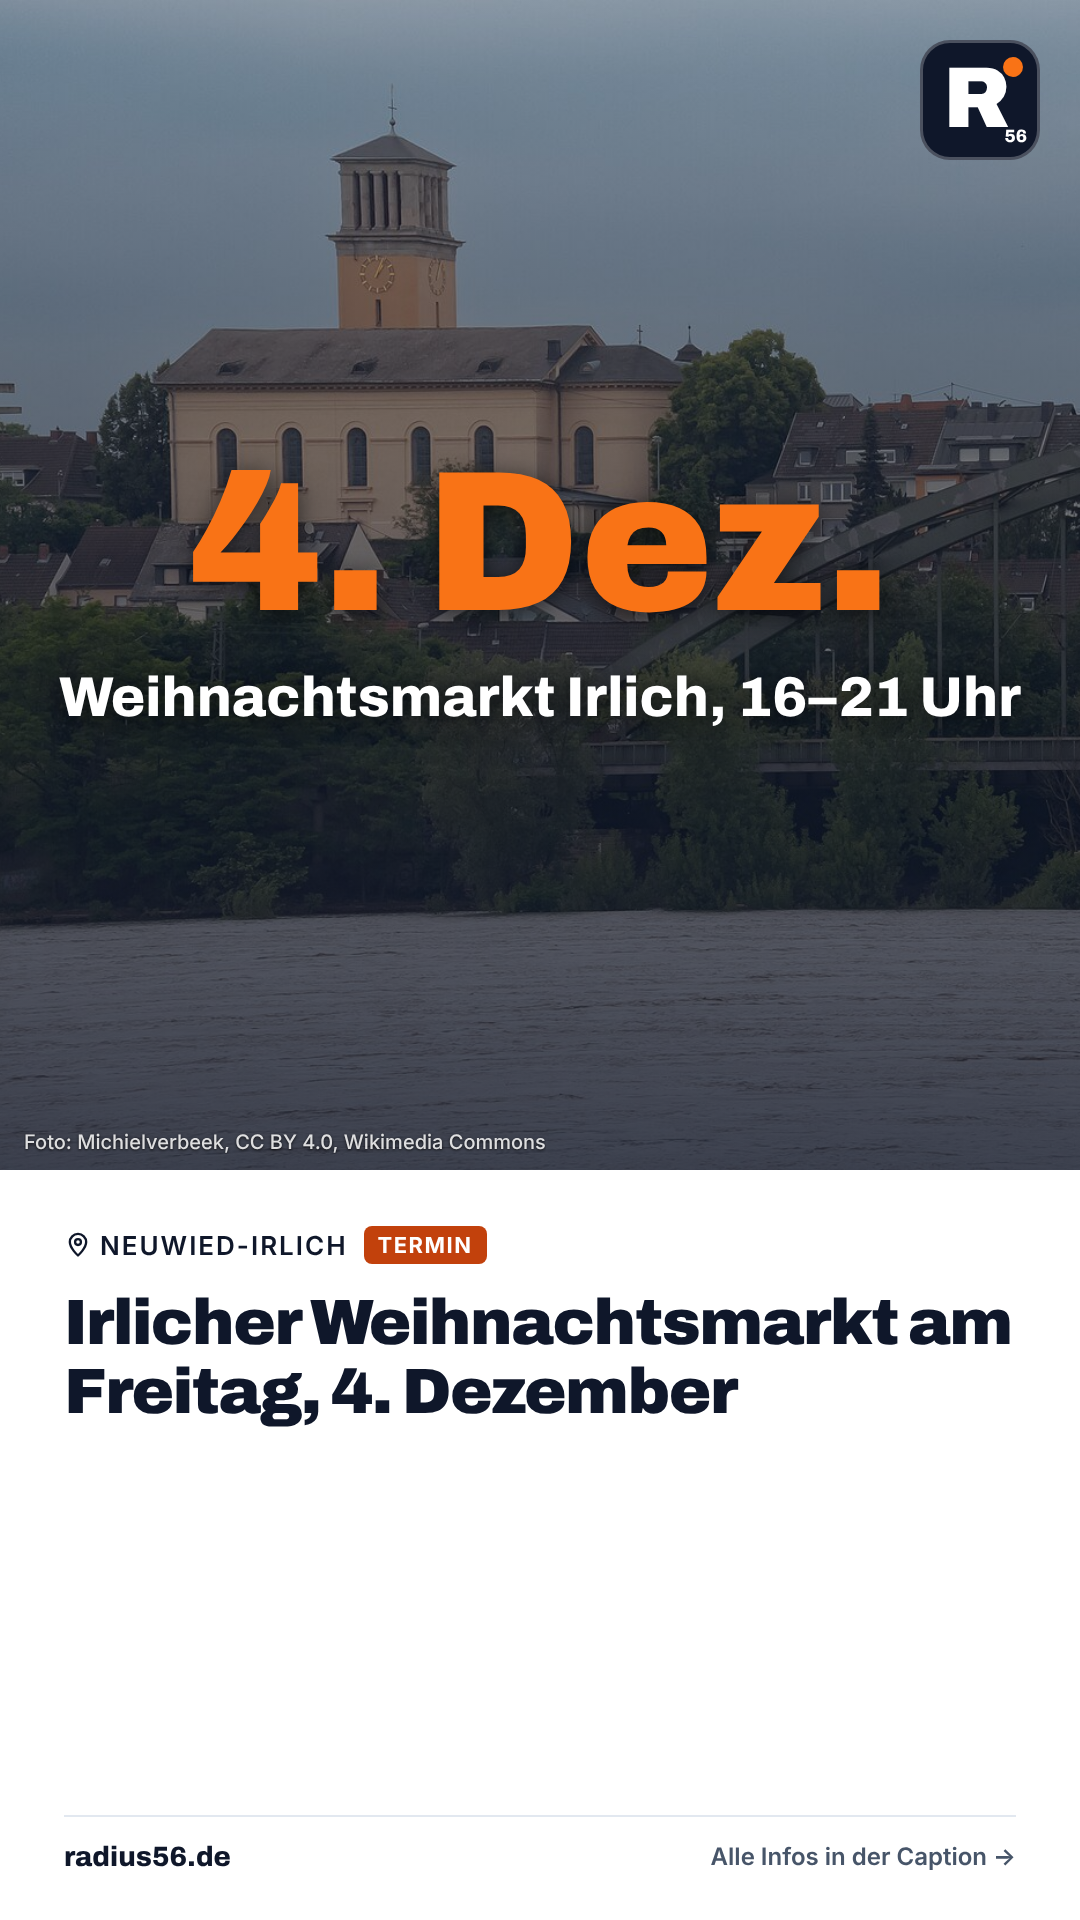 R
56
4. Dez.
Weihnachtsmarkt Irlich, 16–21 Uhr
Foto: Michielverbeek, CC BY 4.0, Wikimedia Commons
NEUWIED-IRLICH TERMIN
Irlicher Weihnachtsmarkt am
Freitag, 4. Dezember
radius56.de
Alle Infos in der Caption →